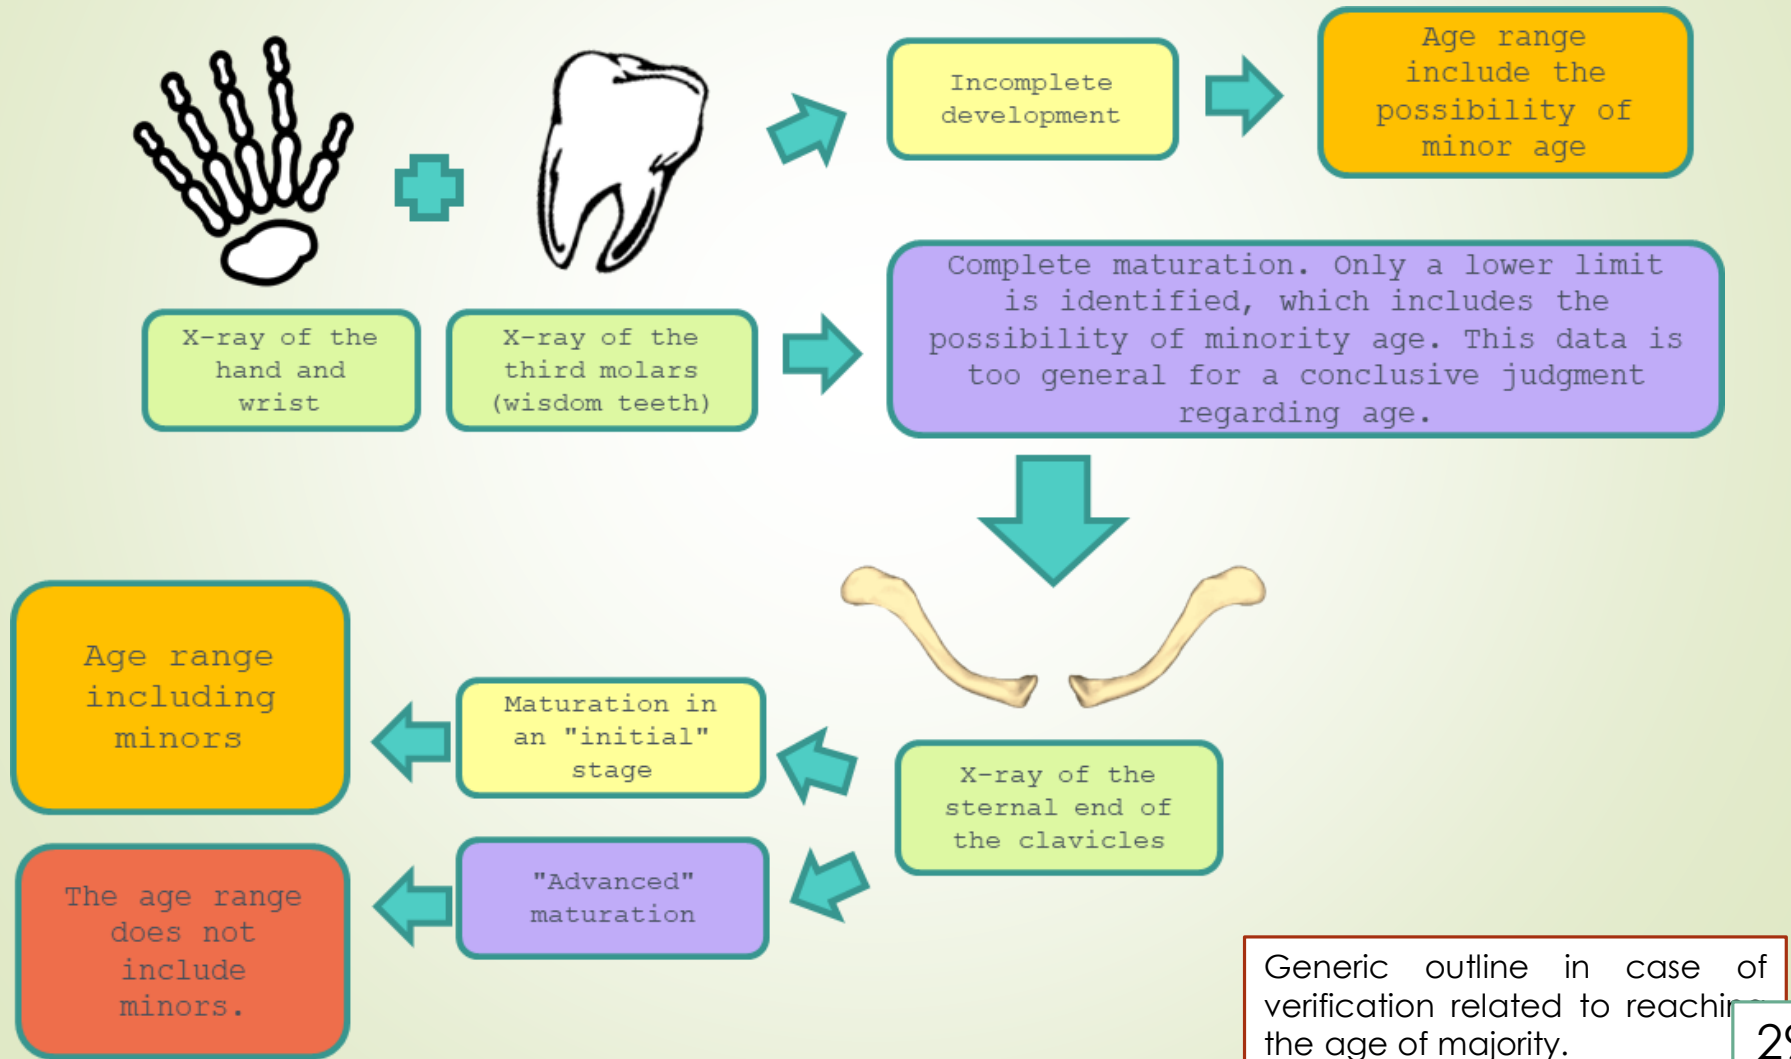 Incomplete
development
Age range
include the
possibility of
minor age
X-ray of the
hand and
wrist
X-ray of the
third molars
(wisdom teeth)
Complete maturation. Only a lower limit
is identified, which includes the
possibility of minority age. This data is
too general for a conclusive judgment
regarding age.
X-ray of the
sternal end of
the clavicles
Maturation in
an "initial"
stage
Age range
including
minors
"Advanced"
maturation
The age range
does not
include
minors.
Generic outline in case of
verification related to reaching
the age of majority.
29